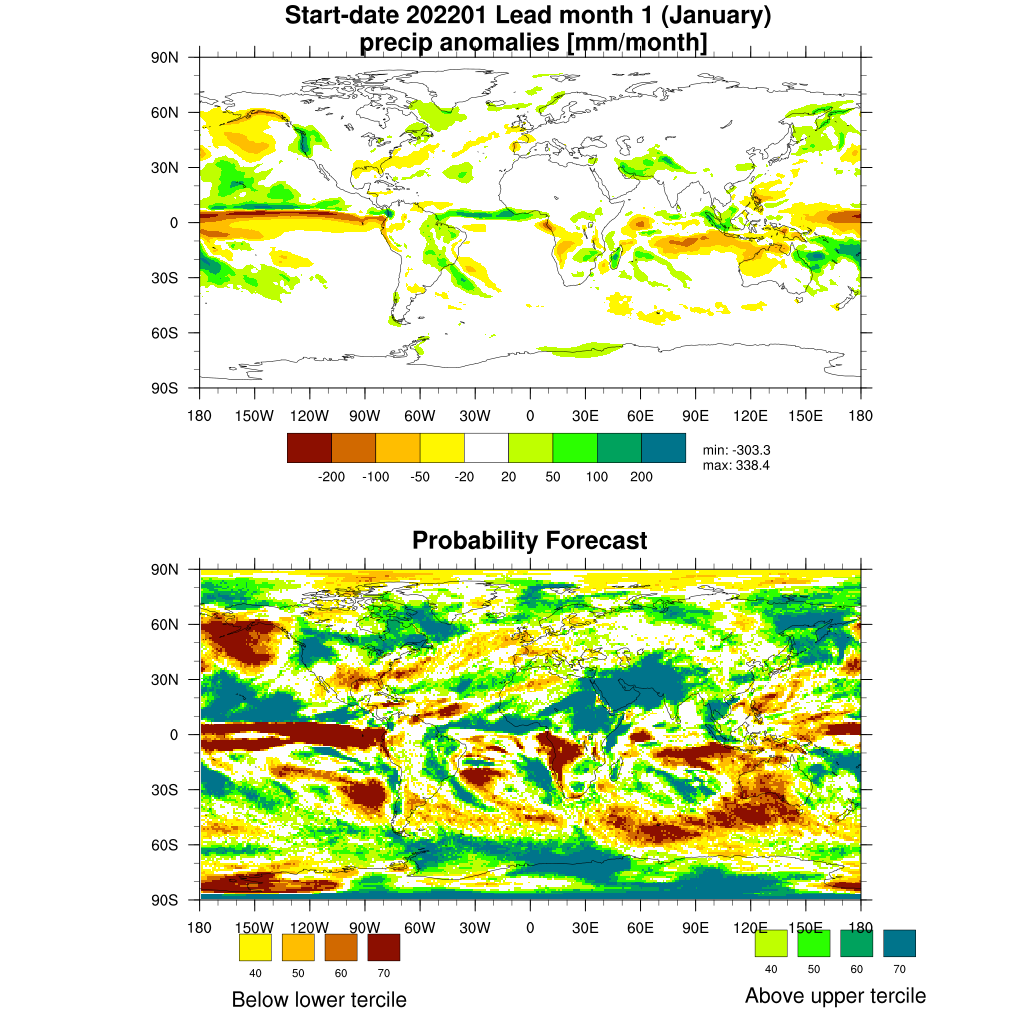 Start-date 202201 Lead month 1 (January)
precip anomalies [mm/month]
90N
60N
30N
0
30S
60S
90S
180 150W 120W 90W 60W 30W 0 30E 60E 90E 120E 150E 180
-200 -100 -50 -20 20 50 100 200
min: -303.3
max: 338.4
Probability Forecast
90N
60N
30N
0
30S
60S
90S
180 150W 120W 90W 60W 30W 0 30E 60E 90E 120E 150E 180
40 50 60 70
Below lower tercile
40 50 60 70
Above upper tercile